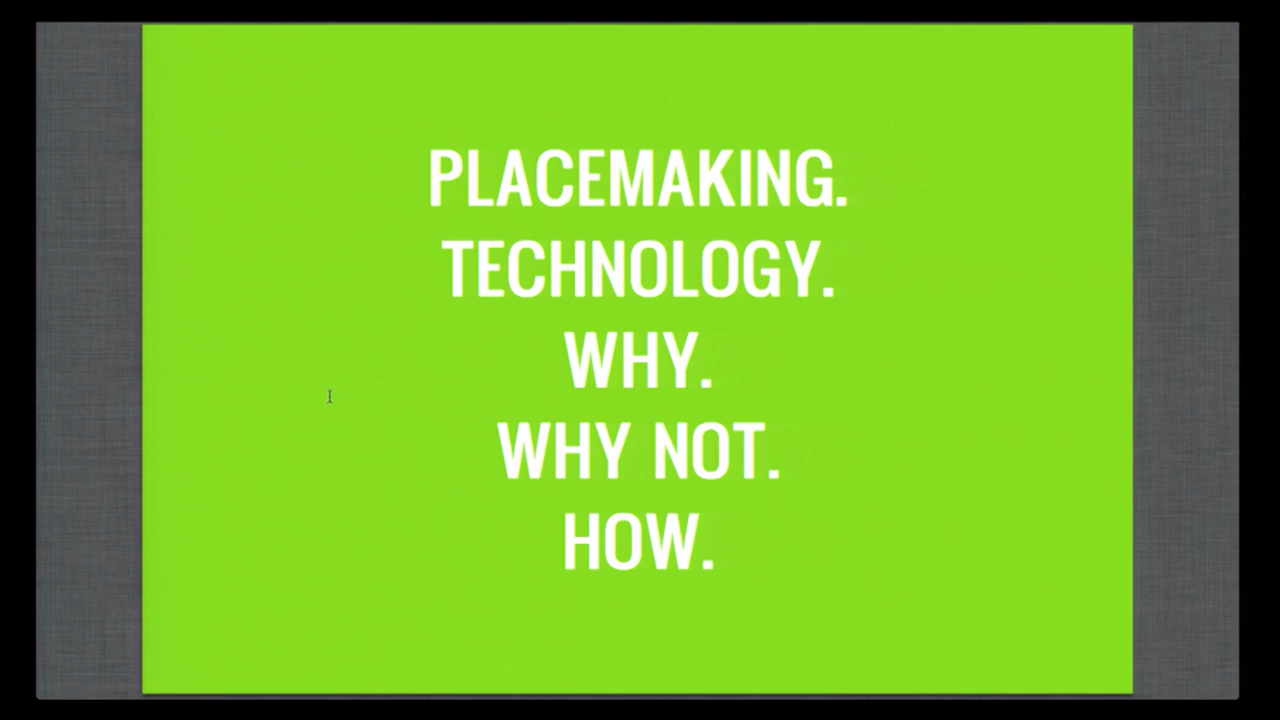 PLACEMAKING.
TECHNOLOGY.
WHY.
WHY NOT.
HOW.